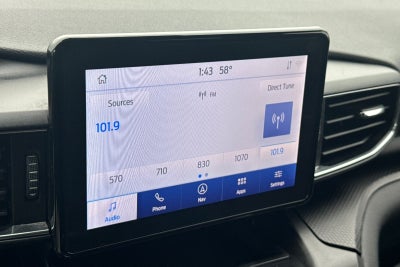 1:43 58°
Sources
FM
Direct Tune
101.9
570 710 830 1070 101.9
Audio Phone Nav Apps Settings